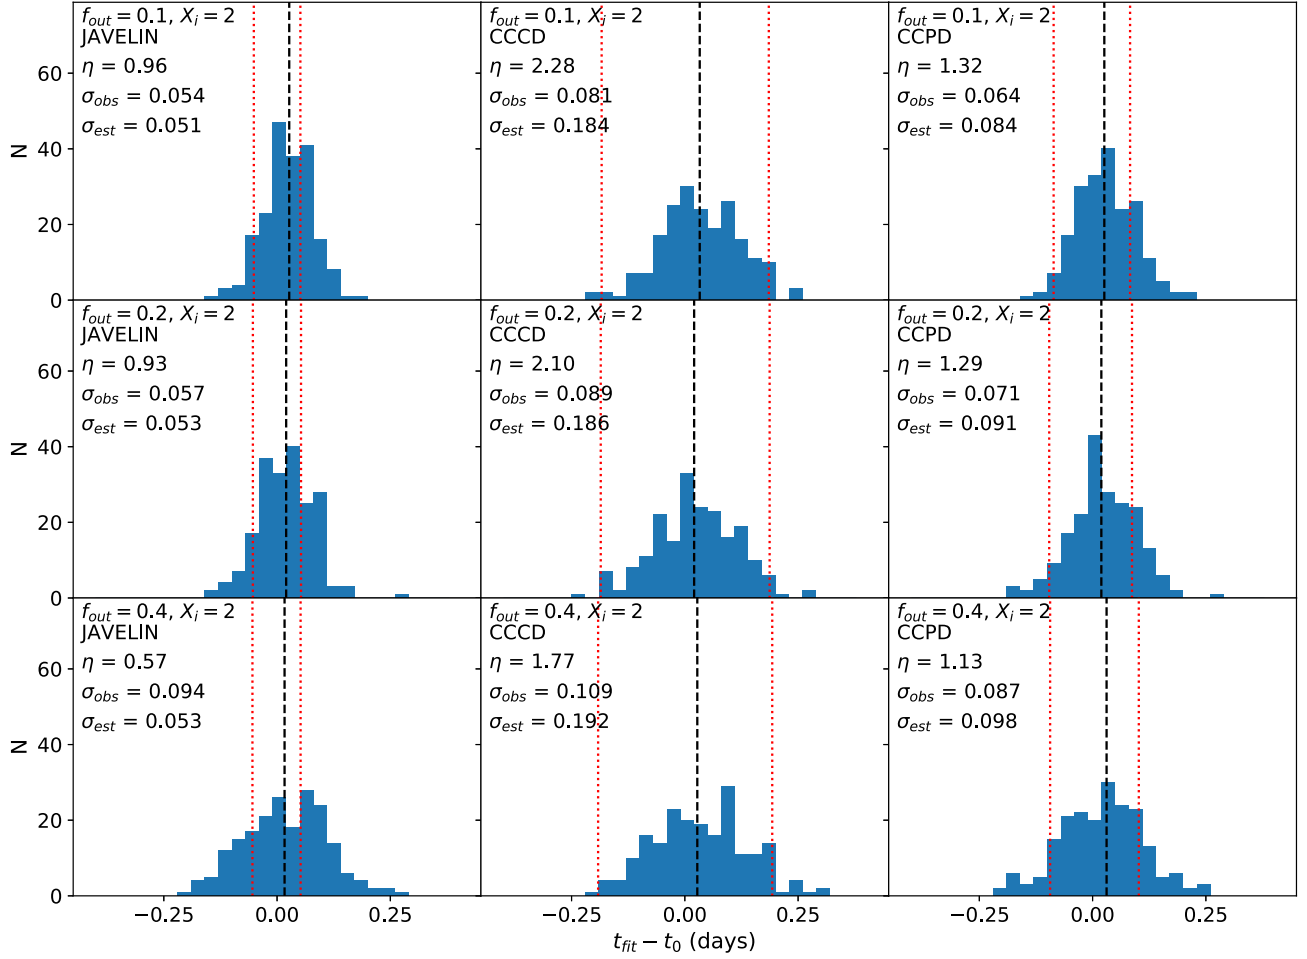 f_out = 0.1, X_i = 2
JAVELIN
η = 0.96
σ_obs = 0.054
σ_est = 0.051
f_out = 0.1, X_i = 2
CCCD
η = 2.28
σ_obs = 0.081
σ_est = 0.184
f_out = 0.1, X_i = 2
CCPD
η = 1.32
σ_obs = 0.064
σ_est = 0.084
60
40
20
0
N
f_out = 0.2, X_i = 2
JAVELIN
η = 0.93
σ_obs = 0.057
σ_est = 0.053
f_out = 0.2, X_i = 2
CCCD
η = 2.10
σ_obs = 0.089
σ_est = 0.186
f_out = 0.2, X_i = 2
CCPD
η = 1.29
σ_obs = 0.071
σ_est = 0.091
60
40
20
0
N
f_out = 0.4, X_i = 2
JAVELIN
η = 0.57
σ_obs = 0.094
σ_est = 0.053
f_out = 0.4, X_i = 2
CCCD
η = 1.77
σ_obs = 0.109
σ_est = 0.192
f_out = 0.4, X_i = 2
CCPD
η = 1.13
σ_obs = 0.087
σ_est = 0.098
60
40
20
0
N
−0.25 0.00 0.25
−0.25 0.00 0.25
−0.25 0.00 0.25
t_fit − t_0 (days)